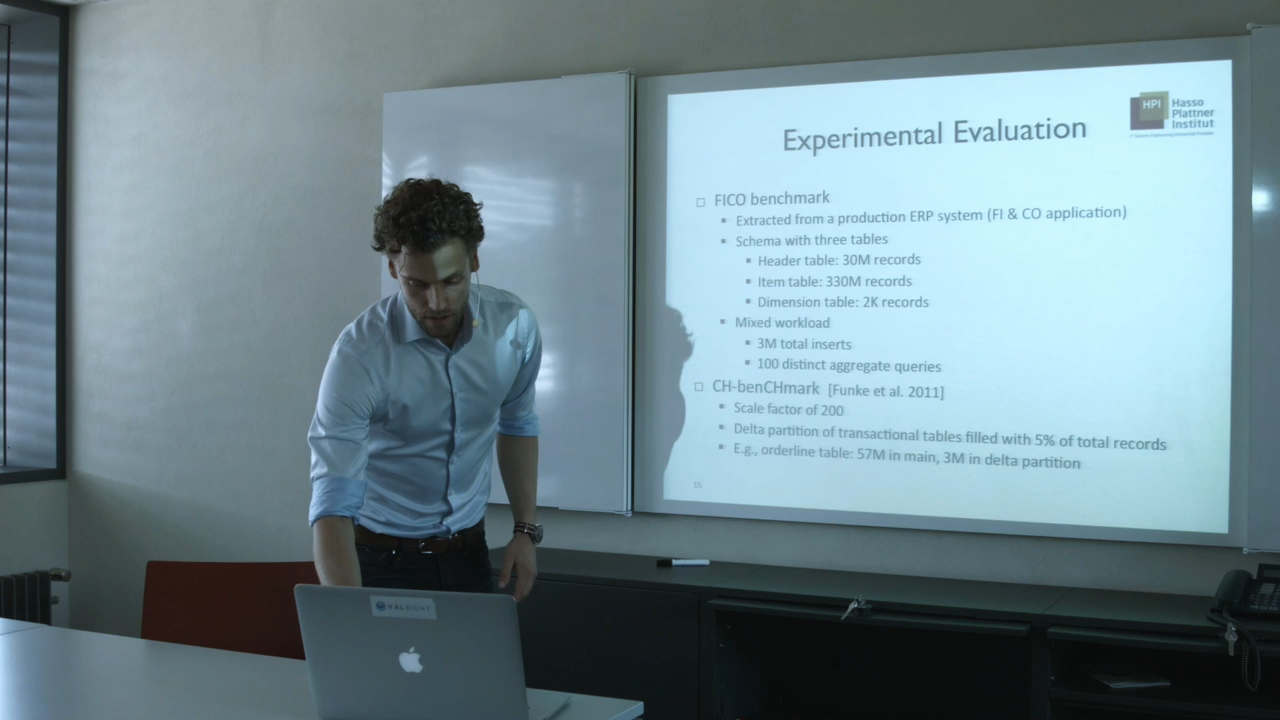 Experimental Evaluation
HPI
Hasso
Plattner
Institut
FICO benchmark
Extracted from a production ERP system (FI & CO application)
Schema with three tables
Header table: 30M records
Item table: 330M records
Dimension table: 2K records
Mixed workload
3M total inserts
100 distinct aggregate queries
CH-benCHmark [Funke et al. 2011]
Scale factor of 200
Delta partition of transactional tables filled with 5% of total records
E.g., orderline table: 57M in main, 3M in delta partition
15
VALSIGHT